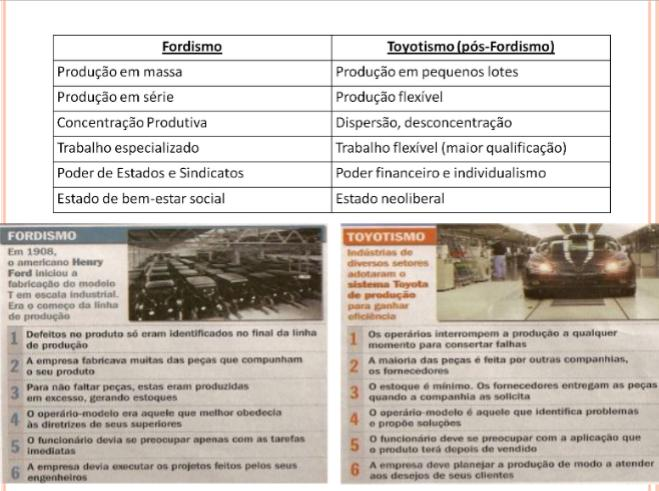 Fordismo
Toyotismo (pós-Fordismo)
Produção em massa
Produção em pequenos lotes
Produção em série
Produção flexível
Concentração Produtiva
Dispersão, desconcentração
Trabalho especializado
Trabalho flexível (maior qualificação)
Poder de Estados e Sindicatos
Poder financeiro e individualismo
Estado de bem-estar social
Estado neoliberal
FORDISMO
Em 1908,
o americano Henry
Ford iniciou a
fabricação do modelo
T em escala industrial.
Era o começo da linha
de produção
1 Defeitos no produto só eram identificados no final da linha
de produção
2 A empresa fabricava muitas das peças que compunham
o seu produto
3 Para não faltar peças, estas eram produzidas
em excesso, gerando estoques
4 O operário-modelo era aquele que melhor obedecia
às diretrizes de seus superiores
5 O funcionário devia se preocupar apenas com as tarefas
imediatas
6 A empresa devia executar os projetos feitos pelos seus
engenheiros
TOYOTISMO
Indústrias de
diversos setores
adotaram o
sistema Toyota
de produção
para ganhar
eficiência
1 Os operários interrompem a produção a qualquer
momento para consertar falhas
2 A maioria das peças é feita por outras companhias,
os fornecedores
3 O estoque é mínimo. Os fornecedores entregam as peças
quando a companhia as solicita
4 O operário-modelo é aquele que identifica problemas
e propõe soluções
5 O funcionário deve se preocupar com a aplicação que
o produto terá depois de vendido
6 A empresa deve planejar a produção de modo a atender
aos desejos de seus clientes